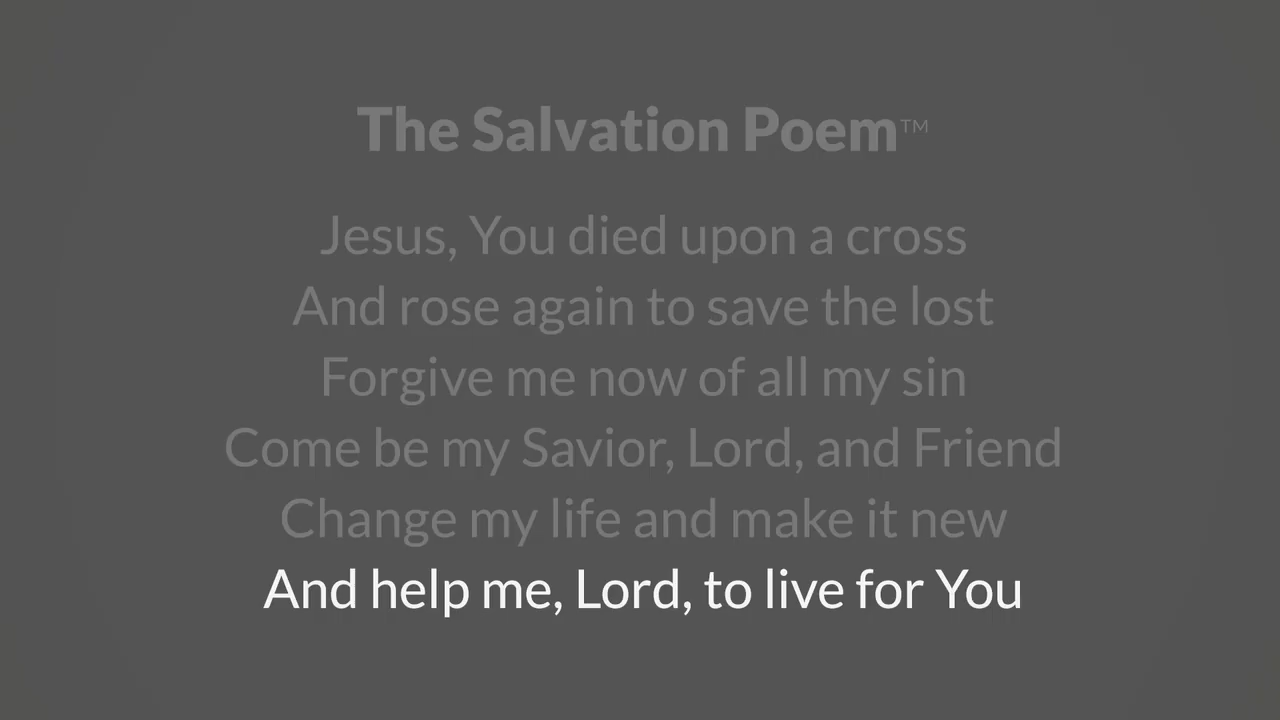 The Salvation Poem™
Jesus, You died upon a cross
And rose again to save the lost
Forgive me now of all my sin
Come be my Savior, Lord, and Friend
Change my life and make it new
And help me, Lord, to live for You